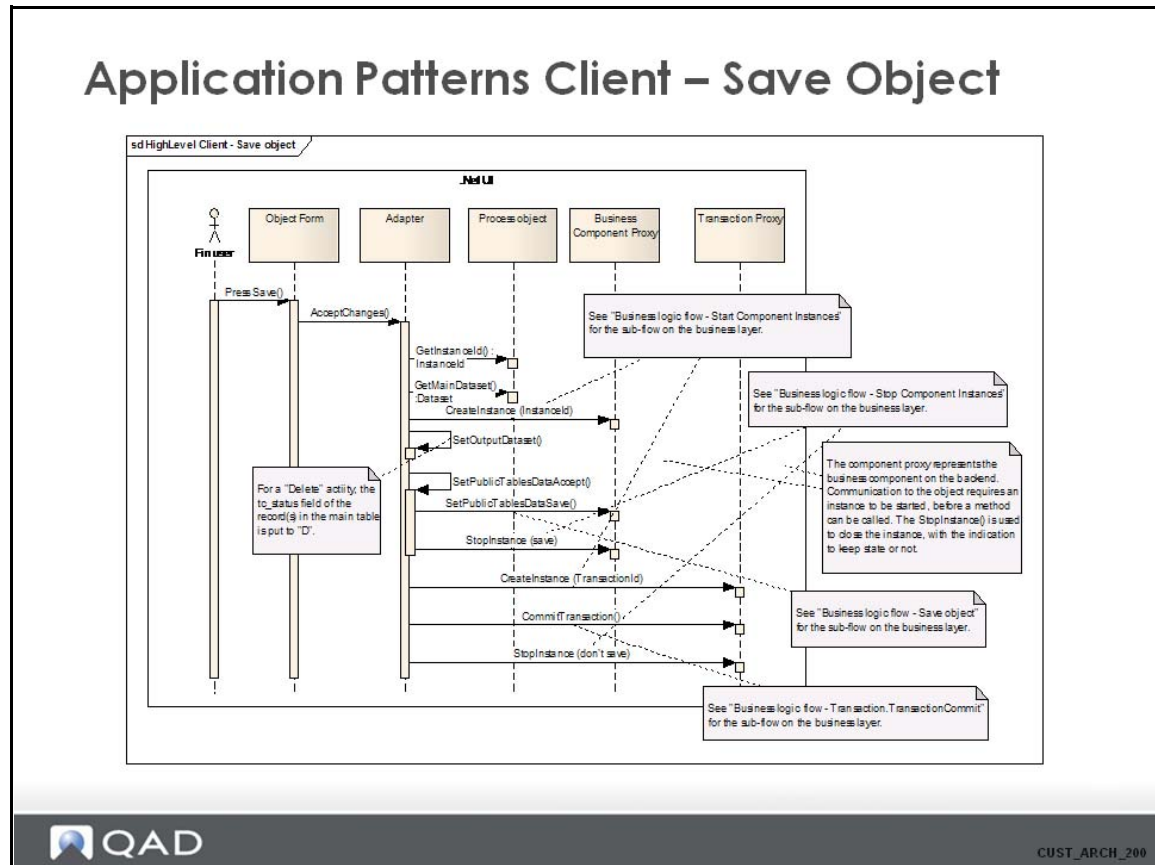 Application Patterns Client – Save Object
sd HighLevel Client - Save object
.Net UI
Fin user
Object Form
Adapter
Process object
Business
Component Proxy
Transaction Proxy
Press Save()
AcceptChanges()
GetInstanceId() :
InstanceId
GetMainDataset()
:Dataset
CreateInstance (InstanceId)
SetOutputDataset()
SetPublicTablesDataAccept()
SetPublicTablesDataSave()
StopInstance (save)
CreateInstance (TransactionId)
CommitTransaction()
StopInstance (don't save)
See "Business logic flow - Start Component Instances"
for the sub-flow on the business layer.
See "Business logic flow - Stop Component Instances"
for the sub-flow on the business layer.
The component proxy represents the
business component on the backend.
Communication to the object requires an
instance to be started, before a method
can be called. The StopInstance() is used
to close the instance, with the indication
to keep state or not.
For a "Delete" actiity, the
tc_status field of the
record(s) in the main table
is put to "D".
See "Business logic flow - Save object"
for the sub-flow on the business layer.
See "Business logic flow - Transaction.TransactionCommit"
for the sub-flow on the business layer.
QAD
CUST_ARCH_200